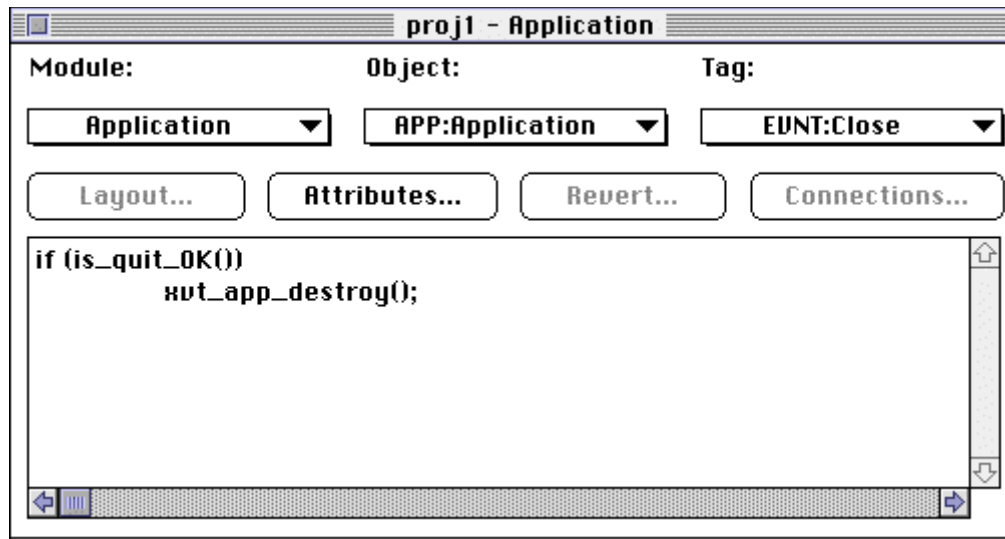 proj1 - Application
Module: Object: Tag:
Application APP:Application EVNT:Close
Layout... Attributes... Revert... Connections...
if (is_quit_OK())
xvt_app_destroy();